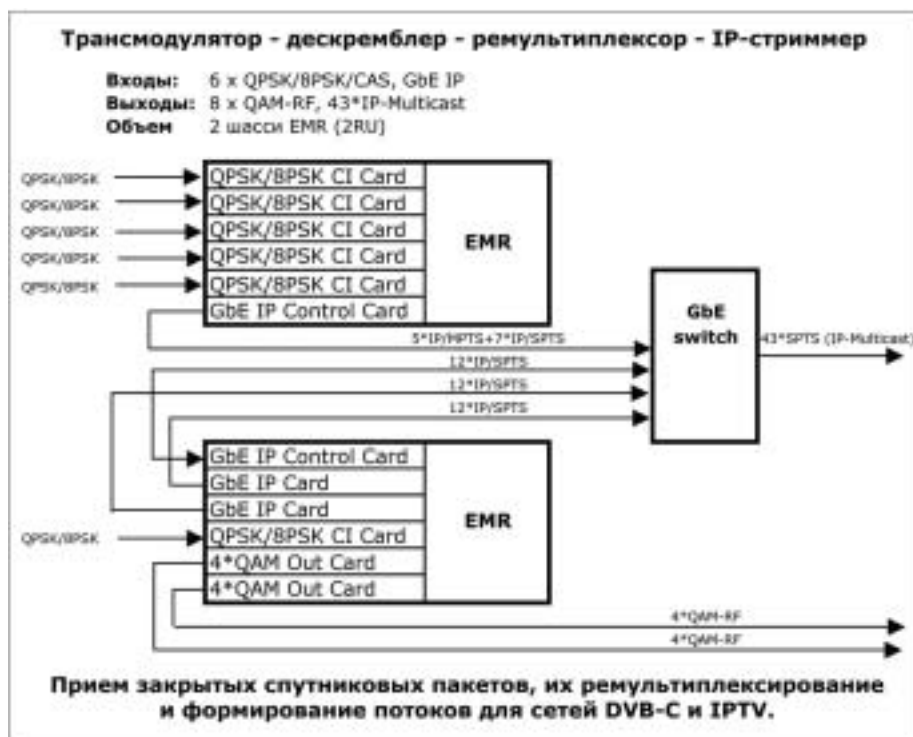 Трансмодулятор - дескремблер - ремультиплексор - IP-стриммер
Входы: 6 x QPSK/8PSK/CAS, GbE IP
Выходы: 8 x QAM-RF, 43*IP-Multicast
Объем 2 шасси EMR (2RU)
QPSK/8PSK
QPSK/8PSK CI Card
QPSK/8PSK
QPSK/8PSK CI Card
QPSK/8PSK
QPSK/8PSK CI Card
QPSK/8PSK
QPSK/8PSK CI Card
QPSK/8PSK
QPSK/8PSK CI Card
GbE IP Control Card
EMR
GbE
switch
5*IP/MPTS+7*IP/SPTS
12*IP/SPTS
12*IP/SPTS
12*IP/SPTS
43*SPTS (IP-Multicast)
GbE IP Control Card
GbE IP Card
GbE IP Card
QPSK/8PSK
QPSK/8PSK CI Card
4*QAM Out Card
4*QAM Out Card
EMR
4*QAM-RF
4*QAM-RF
Прием закрытых спутниковых пакетов, их ремультиплексирование
и формирование потоков для сетей DVB-C и IPTV.